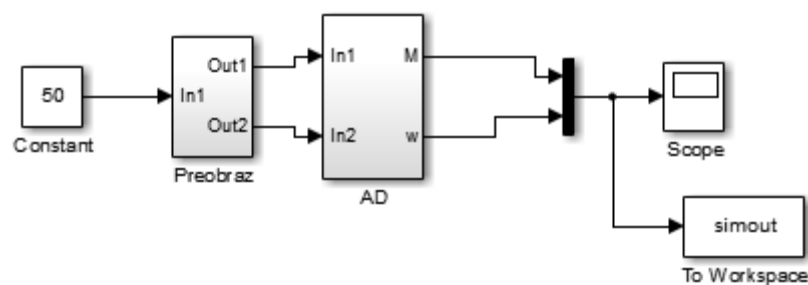 50
Constant
In1
Out1
Out2
Preobraz
In1
In2
M
w
AD
Scope
simout
To Workspace